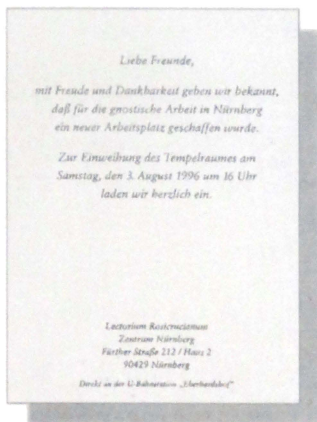 Liebe Freunde,
mit Freude und Dankbarkeit geben wir bekannt,
daß für die gnostische Arbeit in Nürnberg
ein neuer Arbeitsplatz geschaffen wurde.
Zur Einweihung des Tempelraumes am
Samstag, den 3. August 1996 um 16 Uhr
laden wir herzlich ein.
Lectorium Rosicrucianum
Zentrum Nürnberg
Fürther Straße 212 / Haus 2
90429 Nürnberg
Direkt an der U-Bahnstation „Eberhardshof"